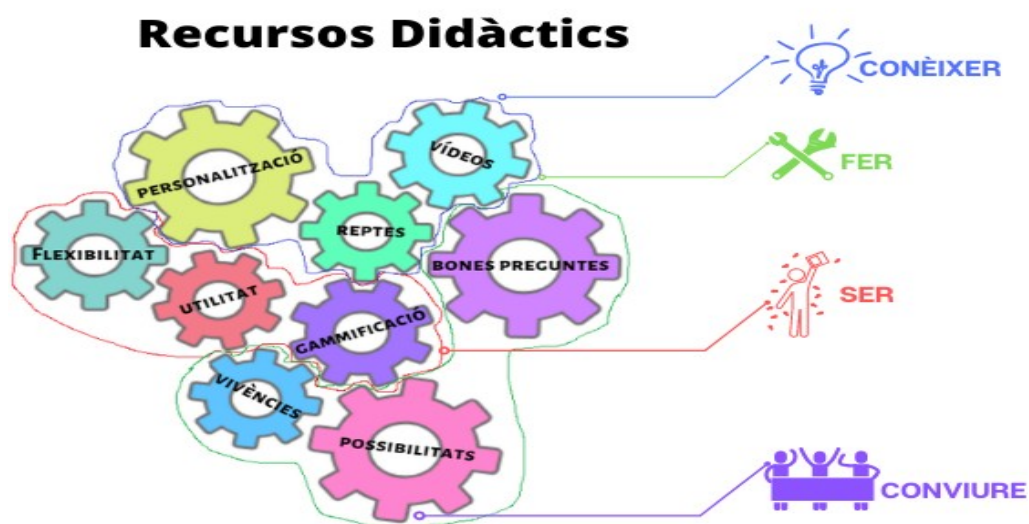 Recursos Didàctics
CONÈIXER
FER
SER
CONVIURE
PERSONALITZACIÓ
VÍDEOS
REPTES
FLEXIBILITAT
BONES PREGUNTES
UTILITAT
GAMMIFICACIÓ
VIVÈNCIES
POSSIBILITATS